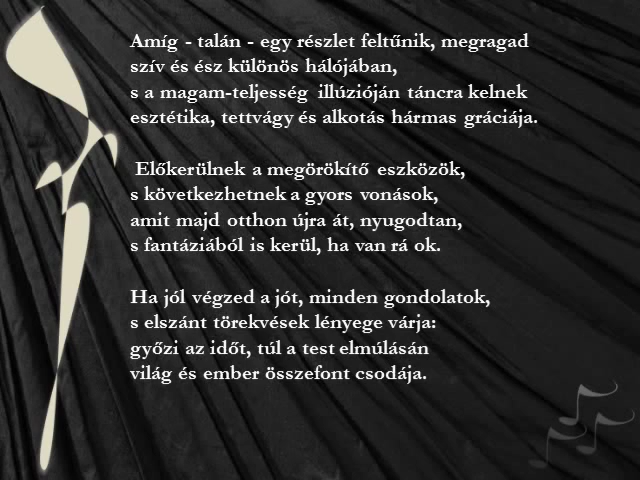 Amíg - talán - egy részlet feltűnik, megragad
szív és ész különös hálójában,
s a magam-teljesség illúzióján táncra kelnek
esztétika, tettvágy és alkotás hármas gráciája.
Előkerülnek a megörökítő eszközök,
s következhetnek a gyors vonások,
amit majd otthon újra át, nyugodtan,
s fantáziából is kerül, ha van rá ok.
Ha jól végzed a jót, minden gondolatok,
s elszánt törekvések lényege várja:
győzi az időt, túl a test elmúlásán
világ és ember összefont csodája.